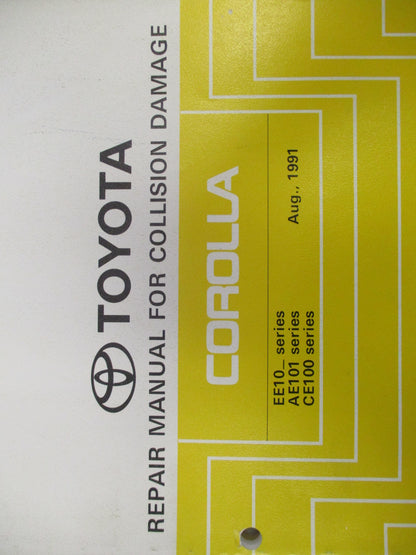 TOYOTA
REPAIR MANUAL FOR COLLISION DAMAGE
COROLLA
EE10_ series
AE101 series
CE100 series
Aug., 1991